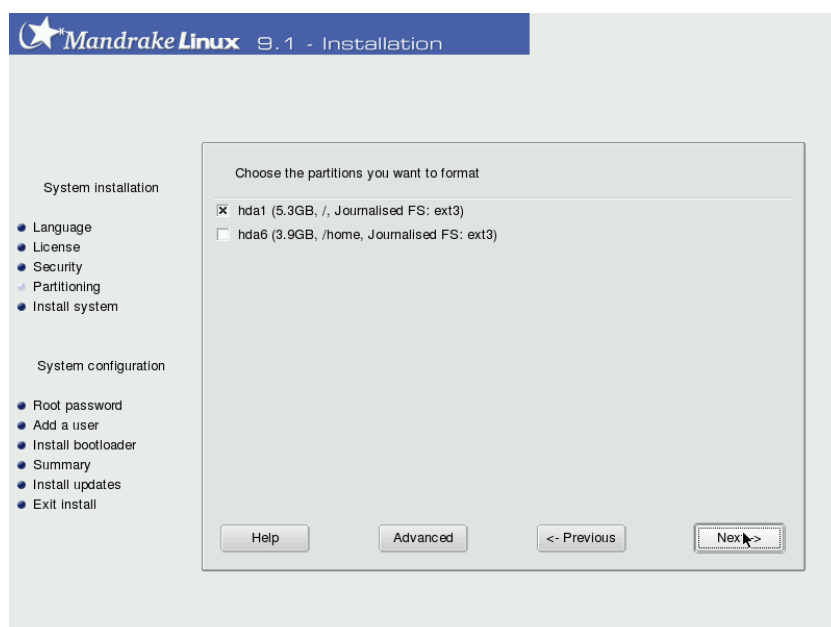 Mandrake Linux 9.1 - Installation
Choose the partitions you want to format
hda1 (5.3GB, /, Journalised FS: ext3)
hda6 (3.9GB, /home, Journalised FS: ext3)
System installation
Language
License
Security
Partitioning
Install system
System configuration
Root password
Add a user
Install bootloader
Summary
Install updates
Exit install
Help
Advanced
<- Previous
Next ->